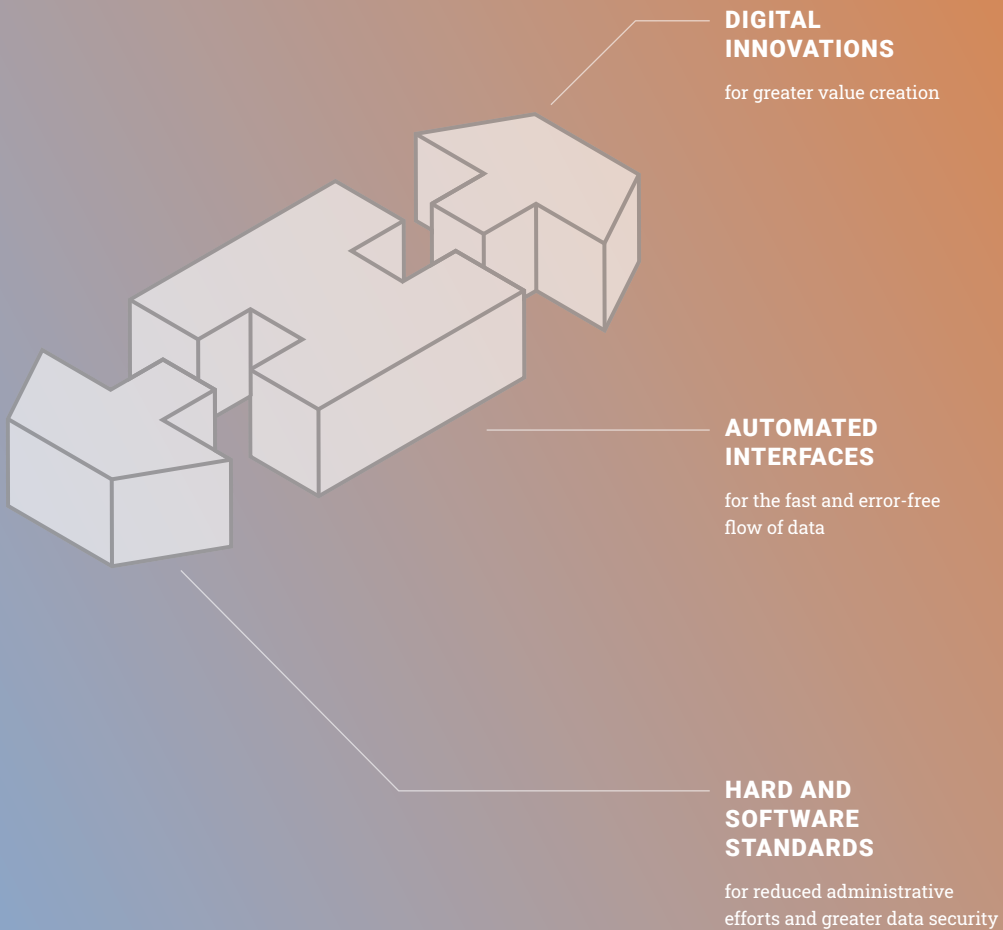 DIGITAL
INNOVATIONS
for greater value creation
AUTOMATED
INTERFACES
for the fast and error-free
flow of data
HARD AND
SOFTWARE
STANDARDS
for reduced administrative
efforts and greater data security